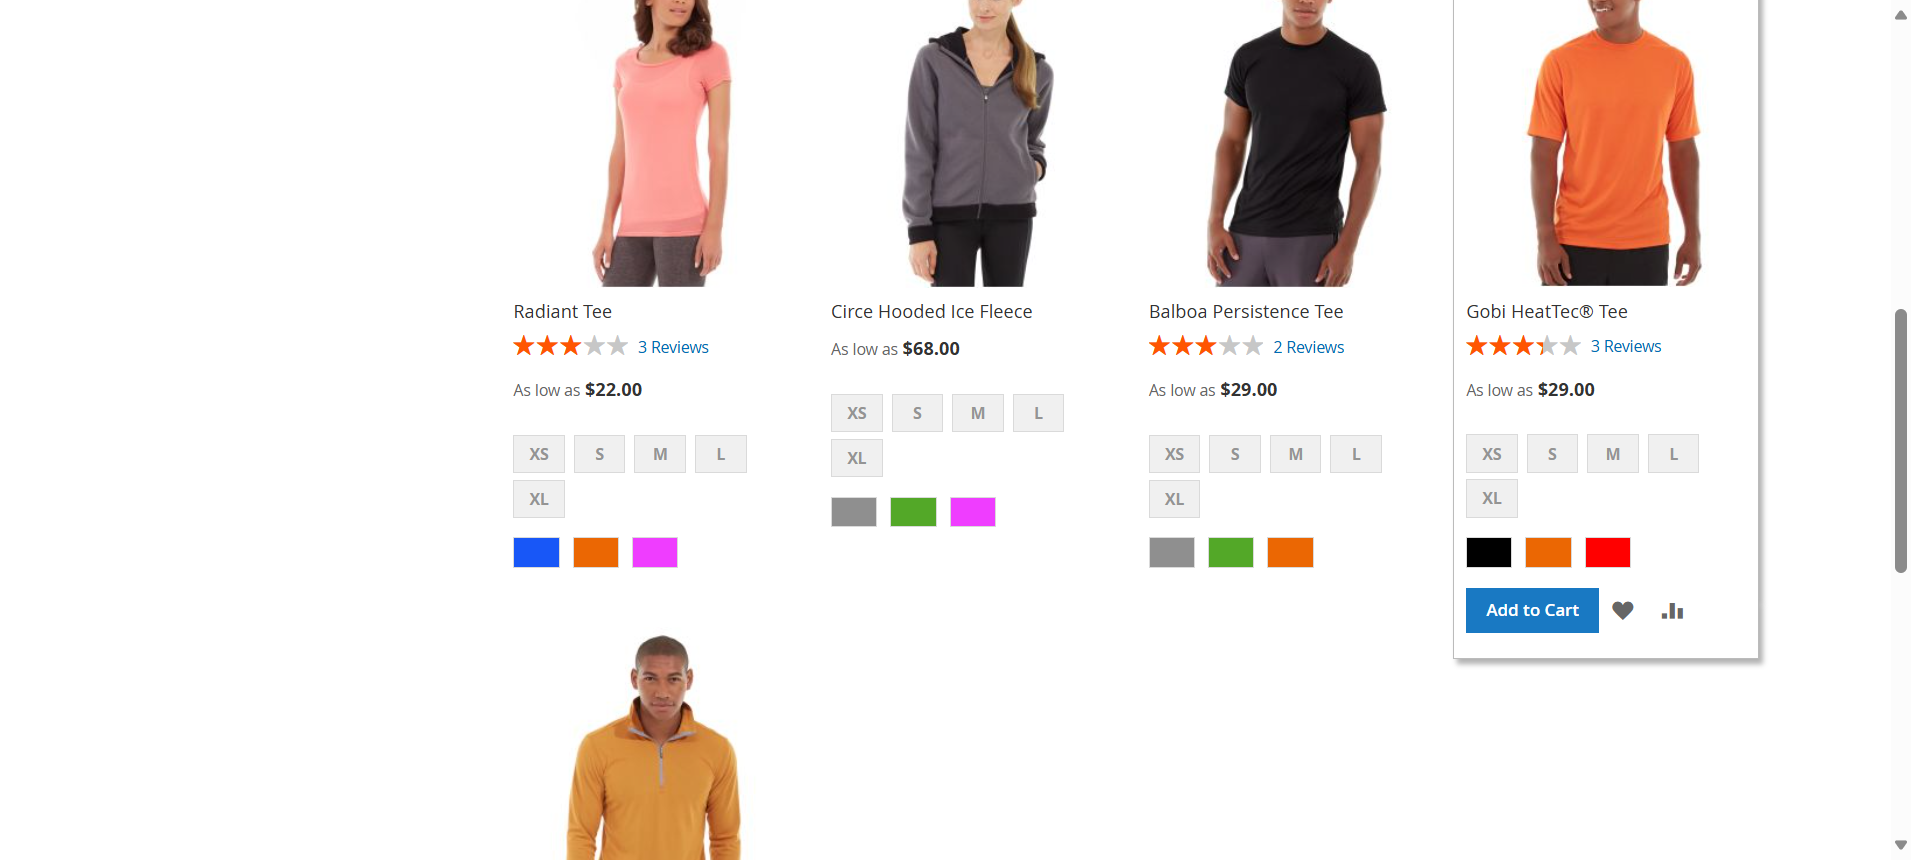 Radiant Tee
3 Reviews
As low as $22.00
XS S M L
XL
Circe Hooded Ice Fleece
As low as $68.00
XS S M L
XL
Balboa Persistence Tee
2 Reviews
As low as $29.00
XS S M L
XL
Gobi HeatTec® Tee
3 Reviews
As low as $29.00
XS S M L
XL
Add to Cart